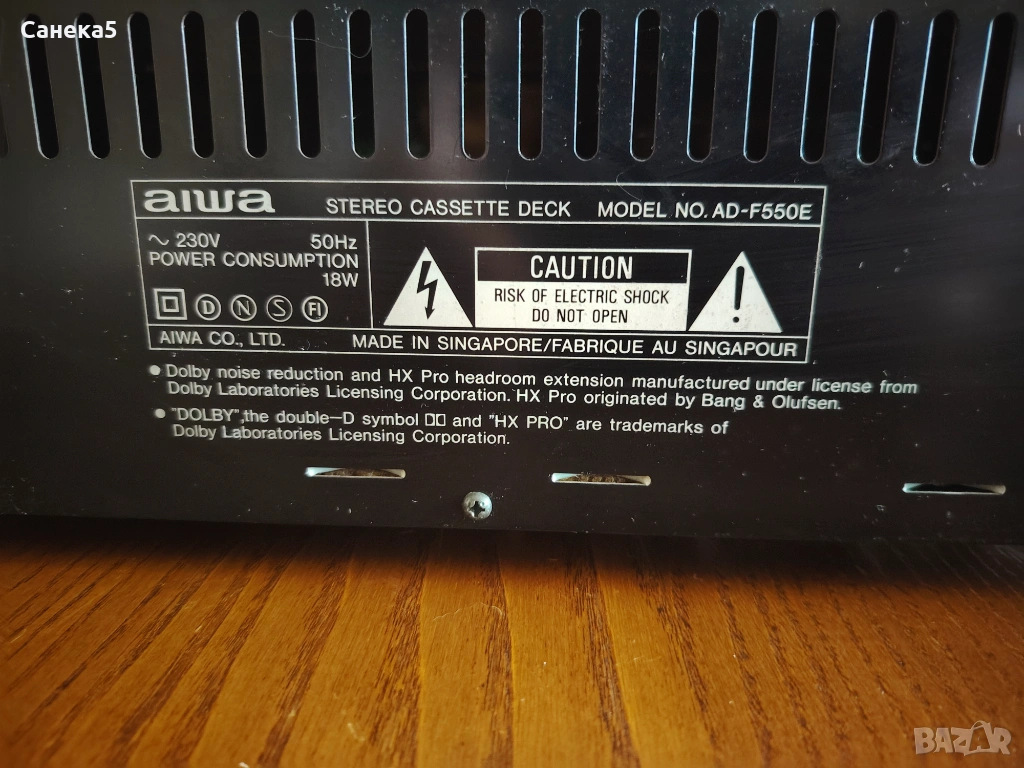 Санека5
aiwa STEREO CASSETTE DECK MODEL NO. AD-F550E
~ 230V 50Hz
POWER CONSUMPTION
18W
D N S FI
CAUTION
RISK OF ELECTRIC SHOCK
DO NOT OPEN
AIWA CO., LTD. MADE IN SINGAPORE/FABRIQUE AU SINGAPOUR
● Dolby noise reduction and HX Pro headroom extension manufactured under license from
Dolby Laboratories Licensing Corporation. HX Pro originated by Bang & Olufsen.
● "DOLBY",the double-D symbol and "HX PRO" are trademarks of
Dolby Laboratories Licensing Corporation.
BAZAR